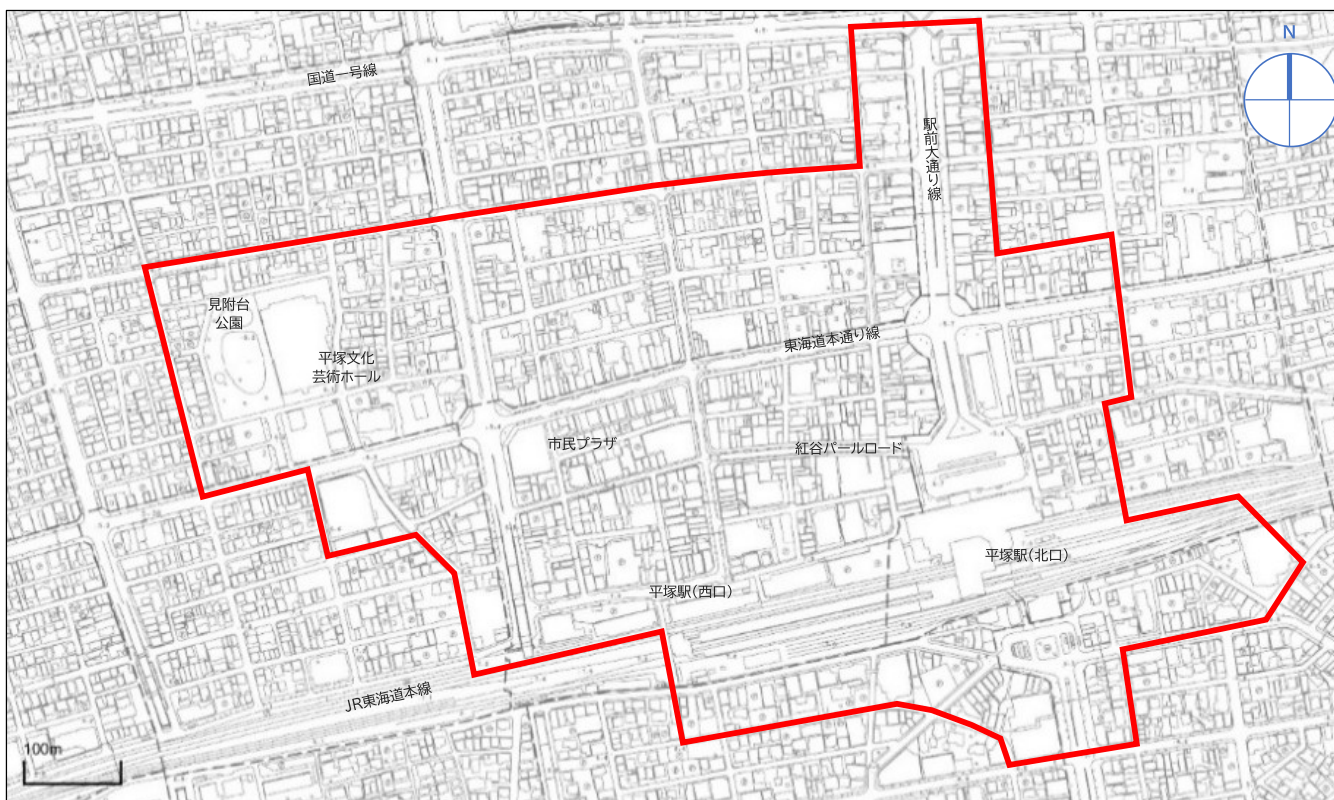 N
国道一号線
駅前大通り線
見附台
公園
平塚文化
芸術ホール
東海道本通り線
市民プラザ
紅谷パールロード
平塚駅(北口)
平塚駅(西口)
JR東海道本線
100m